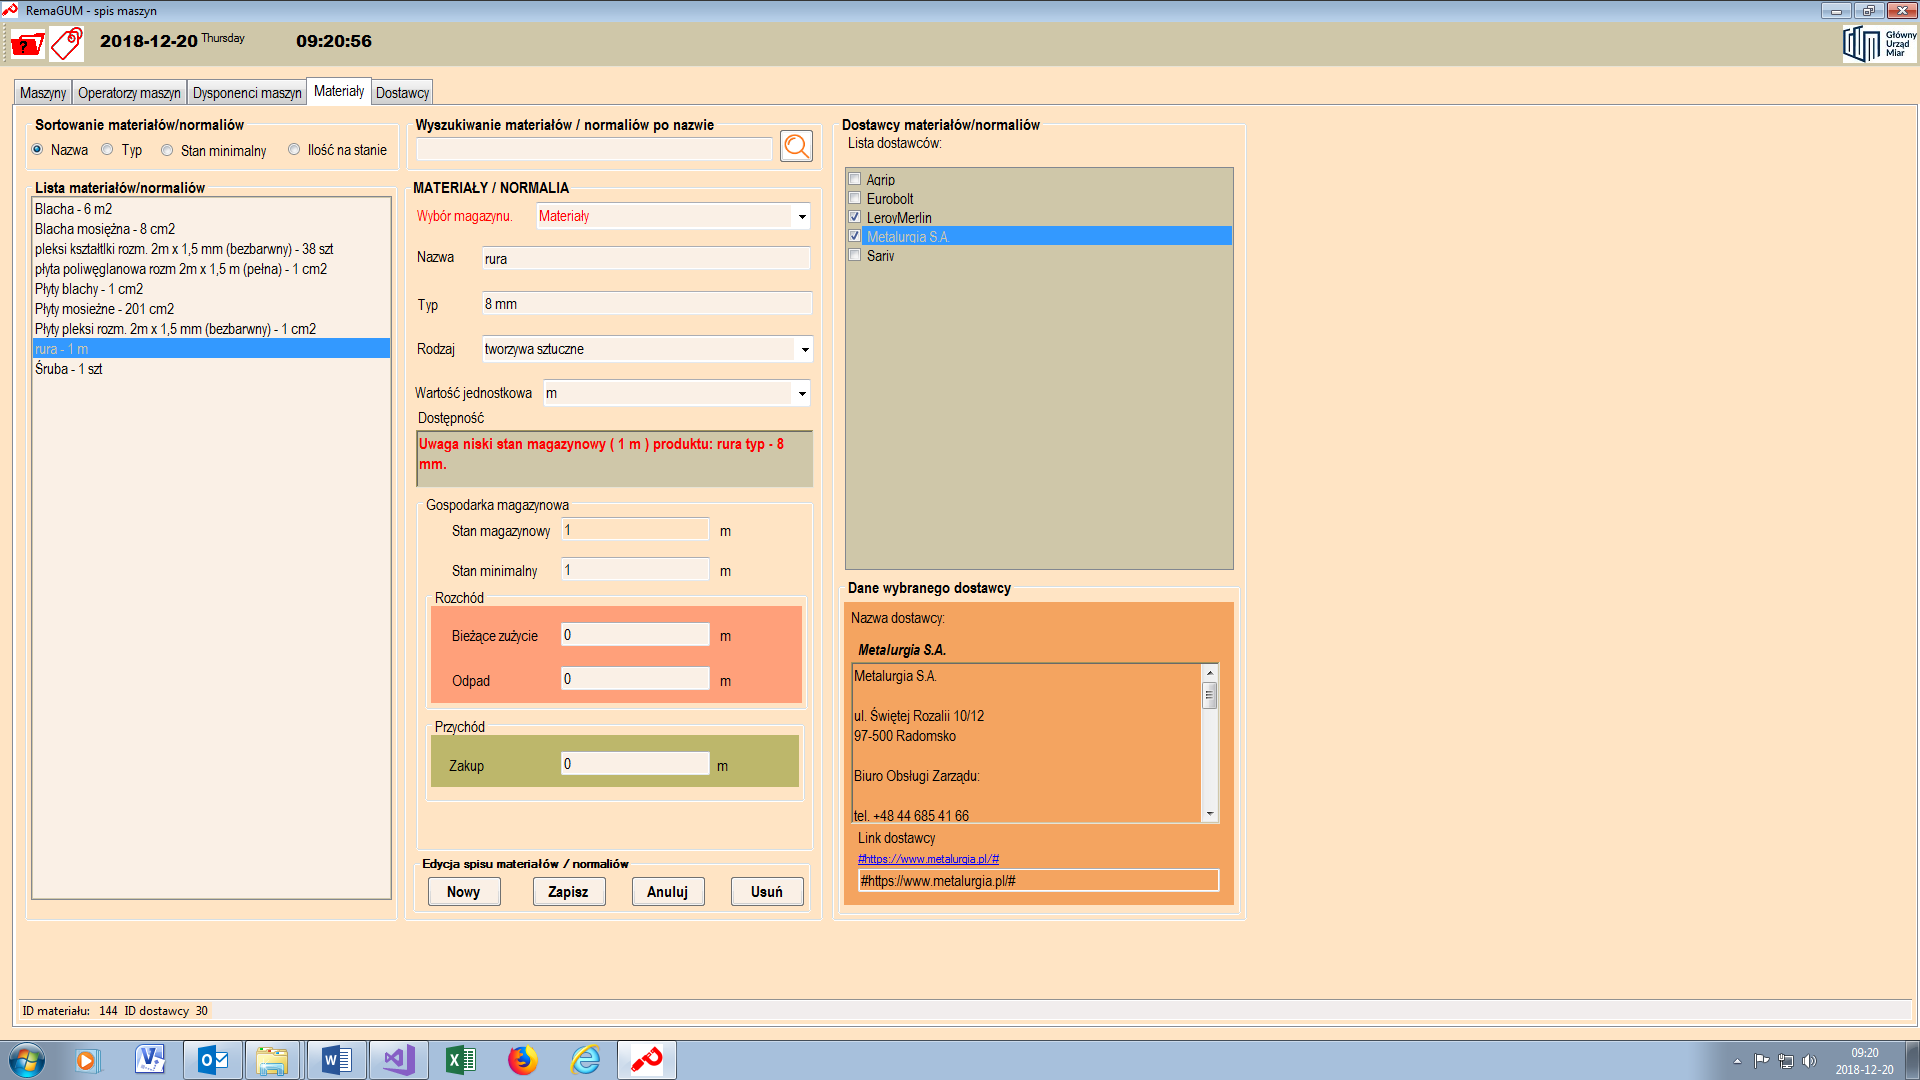 RemaGUM - spis maszyn
2018-12-20 Thursday 09:20:56
Główny
Urząd
Miar
Maszyny Operatorzy maszyn Dysponenci maszyn Materiały Dostawcy
Sortowanie materiałów/normaliów
Nazwa Typ Stan minimalny Ilość na stanie
Lista materiałów/normaliów
Blacha - 6 m2
Blacha mosiężna - 8 cm2
pleksi kształtlki rozm. 2m x 1,5 mm (bezbarwny) - 38 szt
płyta poliwęglanowa rozm 2m x 1,5 m (pełna) - 1 cm2
Płyty blachy - 1 cm2
Płyty mosieżne - 201 cm2
Płyty pleksi rozm. 2m x 1,5 mm (bezbarwny) - 1 cm2
rura - 1 m
Śruba - 1 szt
Wyszukiwanie materiałów / normaliów po nazwie
MATERIAŁY / NORMALIA
Wybór magazynu. Materiały
Nazwa rura
Typ 8 mm
Rodzaj tworzywa sztuczne
Wartość jednostkowa m
Dostępność
Uwaga niski stan magazynowy ( 1 m ) produktu: rura typ - 8
mm.
Gospodarka magazynowa
Stan magazynowy 1 m
Stan minimalny 1 m
Rozchód
Bieżące zużycie 0 m
Odpad 0 m
Przychód
Zakup 0 m
Edycja spisu materiałów / normaliów
Nowy Zapisz Anuluj Usuń
Dostawcy materiałów/normaliów
Lista dostawców:
Agrip
Eurobolt
LeroyMerlin
Metalurgia S.A.
Sariv
Dane wybranego dostawcy
Nazwa dostawcy:
Metalurgia S.A.
Metalurgia S.A.
ul. Świętej Rozalii 10/12
97-500 Radomsko
Biuro Obsługi Zarządu:
tel. +48 44 685 41 66
Link dostawcy
#https://www.metalurgia.pl/#
#https://www.metalurgia.pl/#
ID materiału: 144 ID dostawcy 30
09:20
2018-12-20